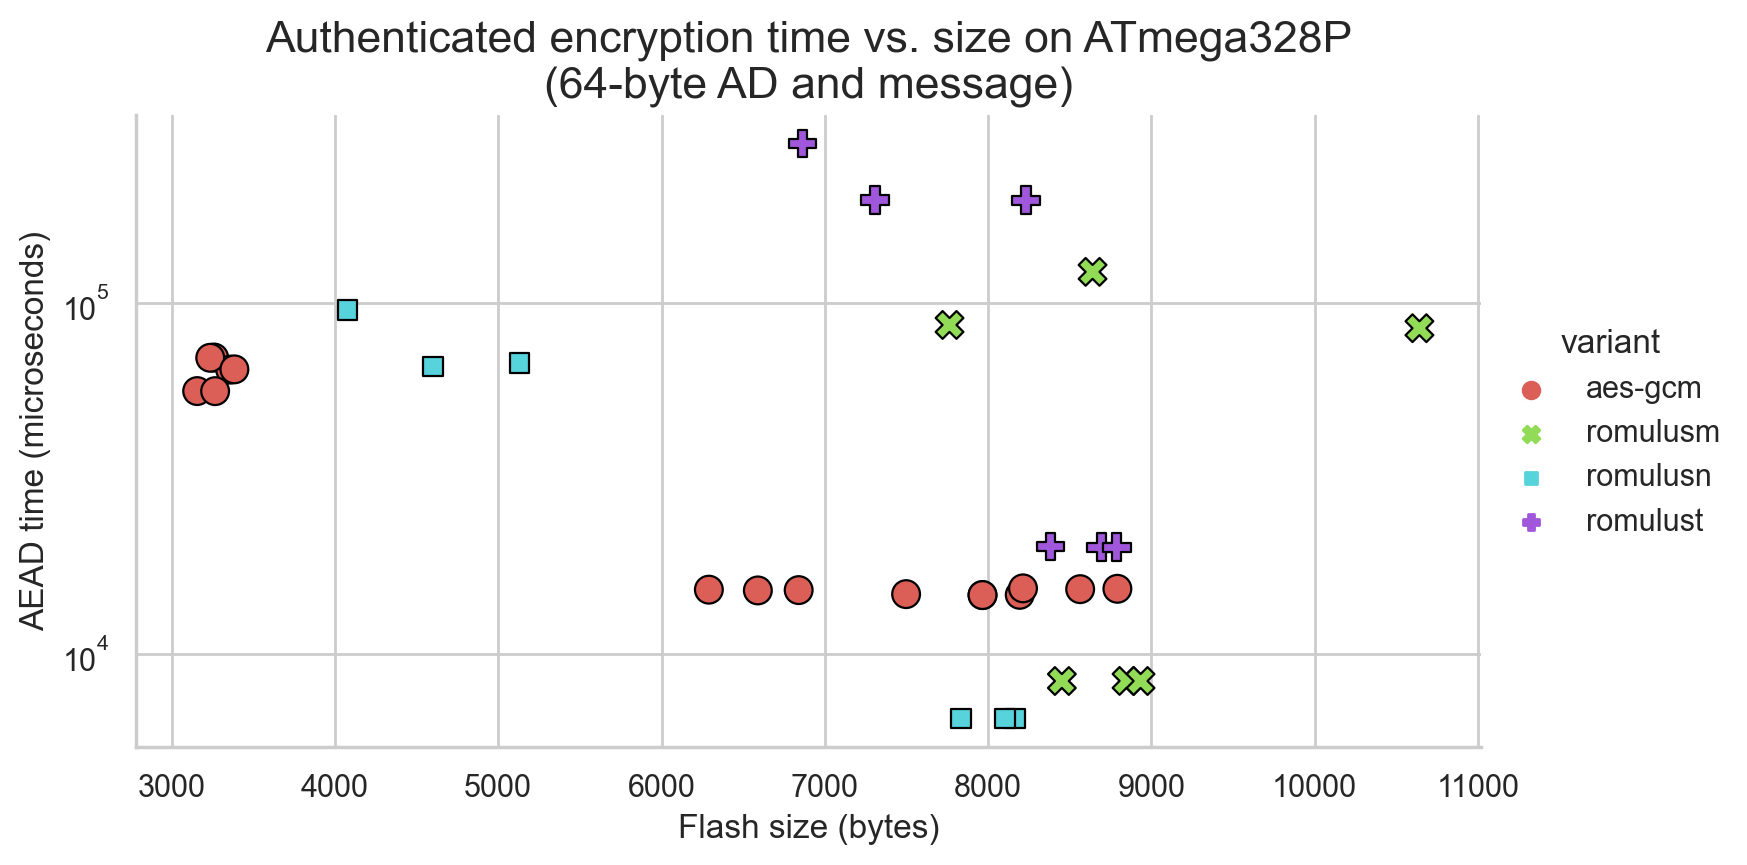 Authenticated encryption time vs. size on ATmega328P
(64-byte AD and message)
AEAD time (microseconds)
10^5
10^4
3000 4000 5000 6000 7000 8000 9000 10000 11000
Flash size (bytes)
variant
aes-gcm
romulusm
romulusn
romulust